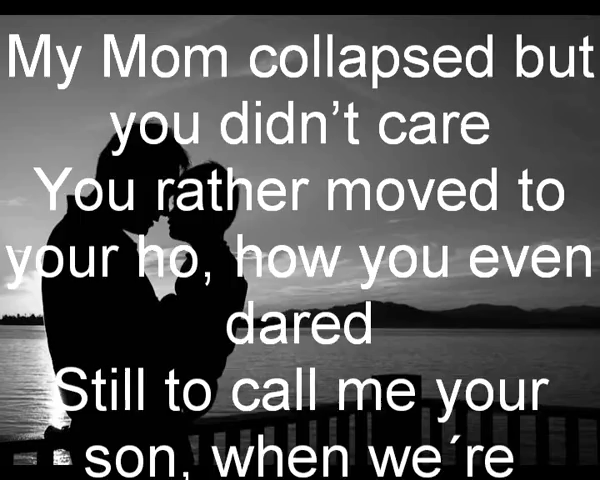 My Mom collapsed but
you didn’t care
You rather moved to
your ho, how you even
dared
Still to call me your
son, when we´re